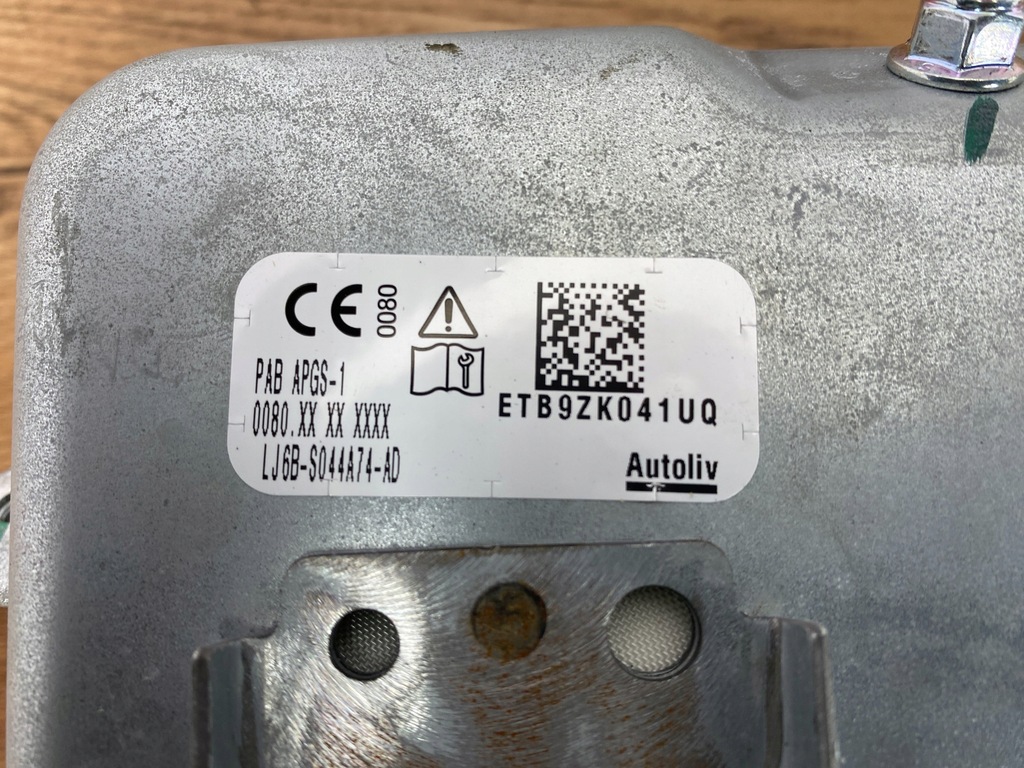 CE 0080
PAB APGS-1
0080.XX XX XXXX
LJ6B-S044A74-AD
ETB9ZK041UQ
Autoliv